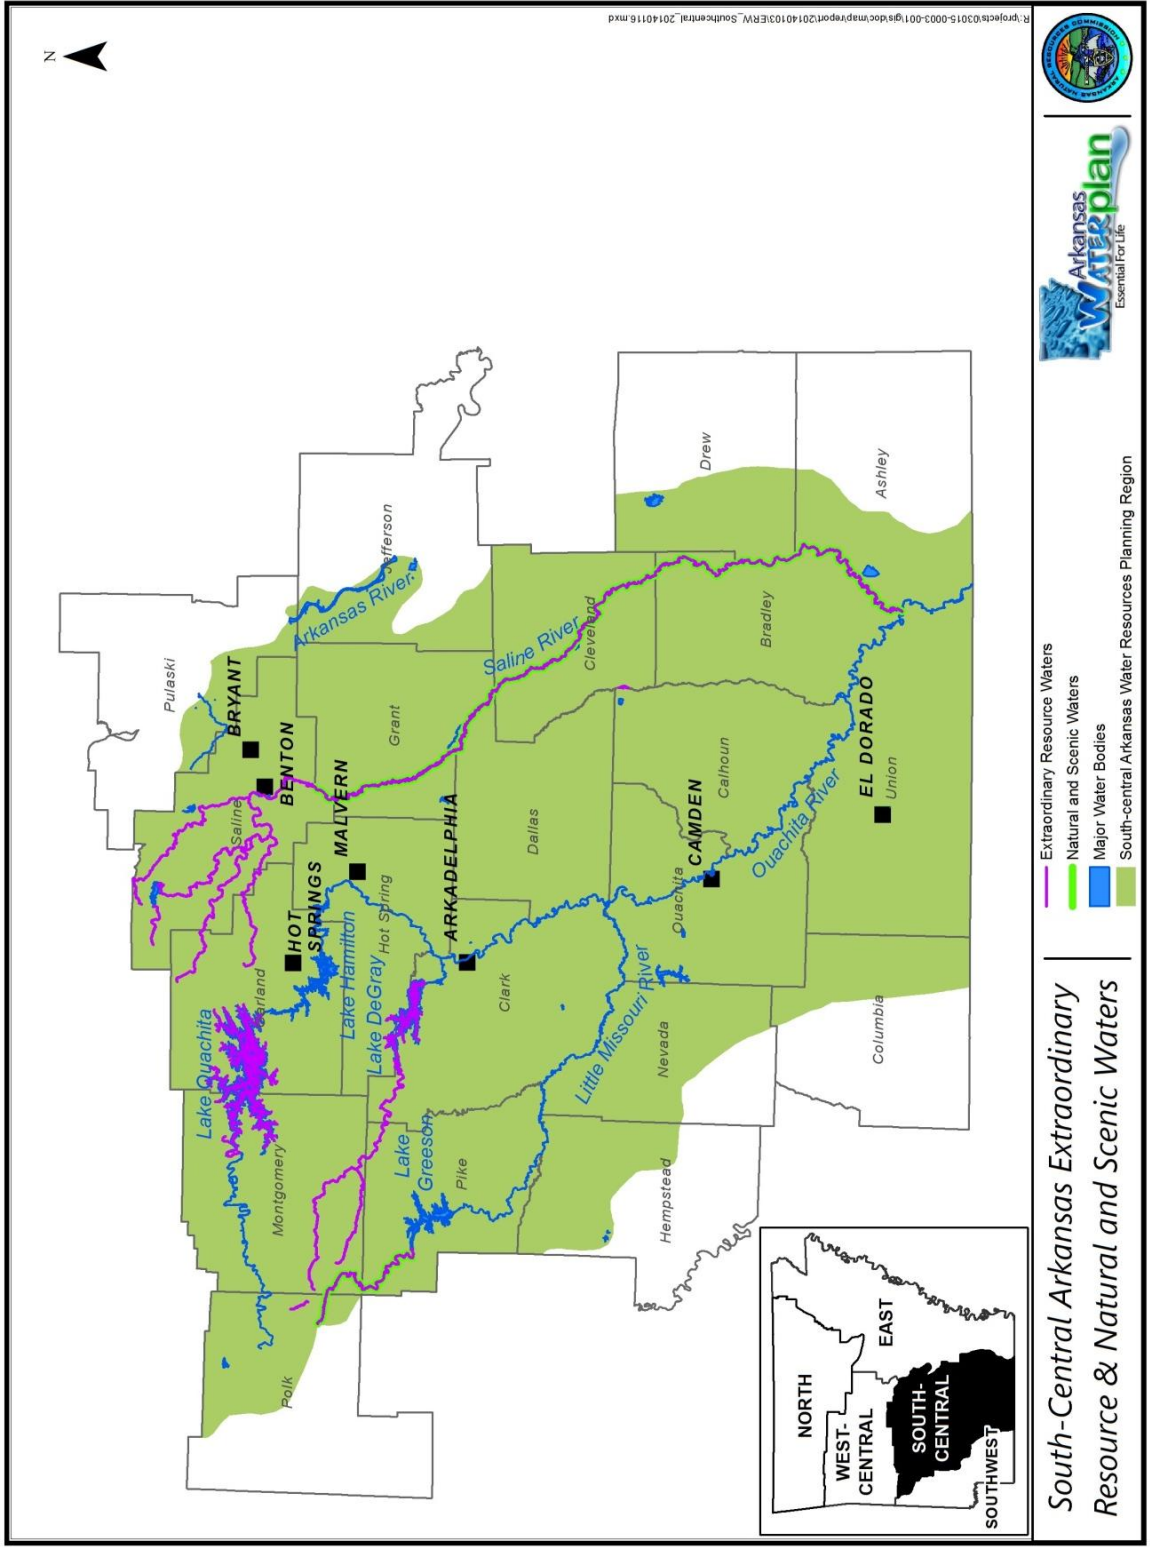 N
R:\projects\03015-0003-001\gis\doc\map\report\20140103\ERW_Southcentral_20140116.mxd
Pulaski
BRYANT
Saline
BENTON
Arkansas River
Jefferson
Lake Ouachita
Garland
HOT
SPRINGS
MALVERN
Grant
Montgomery
Lake Hamilton
Hot Spring
Polk
Lake DeGray
ARKADELPHIA
Saline River
Lake
Greeson
Pike
Clark
Dallas
Cleveland
Little Missouri River
Nevada
Ouachita
CAMDEN
Calhoun
Drew
Hempstead
Bradley
Ouachita River
EL DORADO
Union
Columbia
Ashley
NORTH
WEST-
CENTRAL
EAST
SOUTH-
CENTRAL
SOUTHWEST
South-Central Arkansas Extraordinary
Resource & Natural and Scenic Waters
Extraordinary Resource Waters
Natural and Scenic Waters
Major Water Bodies
South-central Arkansas Water Resources Planning Region
Arkansas
WATERplan
Essential For Life
ARKANSAS NATURAL RESOURCES COMMISSION